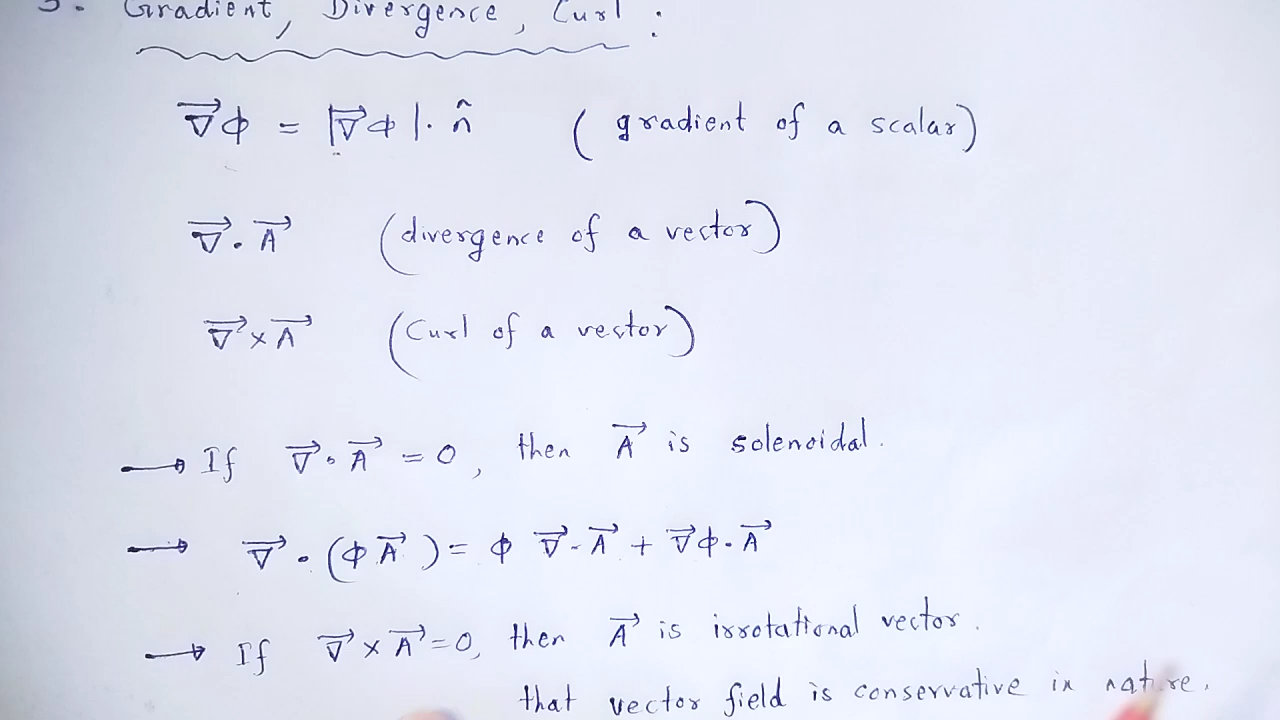 3. Gradient, Divergence, Curl :
∇⃗ϕ = |∇⃗ϕ|. n̂ (gradient of a scalar)
∇⃗ . A⃗ (divergence of a vector)
∇⃗ × A⃗ (Curl of a vector)
→ If ∇⃗ . A⃗ = 0, then A⃗ is solenoidal.
→ ∇⃗ . (ϕ A⃗) = ϕ ∇⃗ . A⃗ + ∇⃗ϕ . A⃗
→ If ∇⃗ × A⃗ = 0, then A⃗ is irrotational vector.
that vector field is conservative in nature.